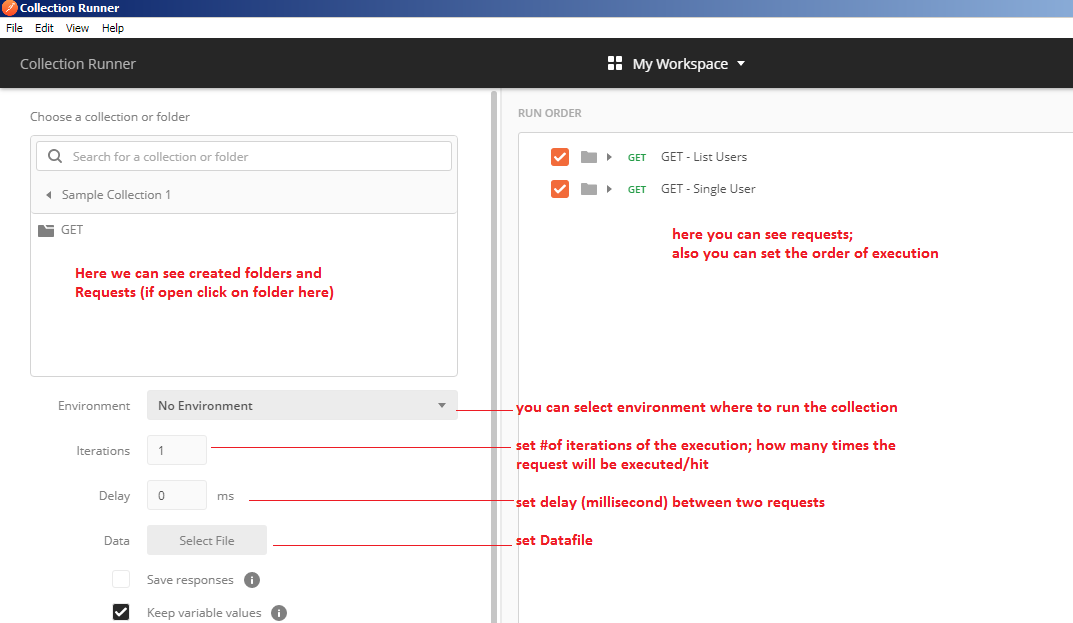 Collection Runner
File Edit View Help
Collection Runner
My Workspace
Choose a collection or folder
Search for a collection or folder
Sample Collection 1
GET
Here we can see created folders and
Requests (if open click on folder here)
RUN ORDER
GET GET - List Users
GET GET - Single User
here you can see requests;
also you can set the order of execution
Environment No Environment
you can select environment where to run the collection
Iterations 1
set #of iterations of the execution; how many times the
request will be executed/hit
Delay 0 ms
set delay (millisecond) between two requests
Data Select File
set Datafile
Save responses i
Keep variable values i